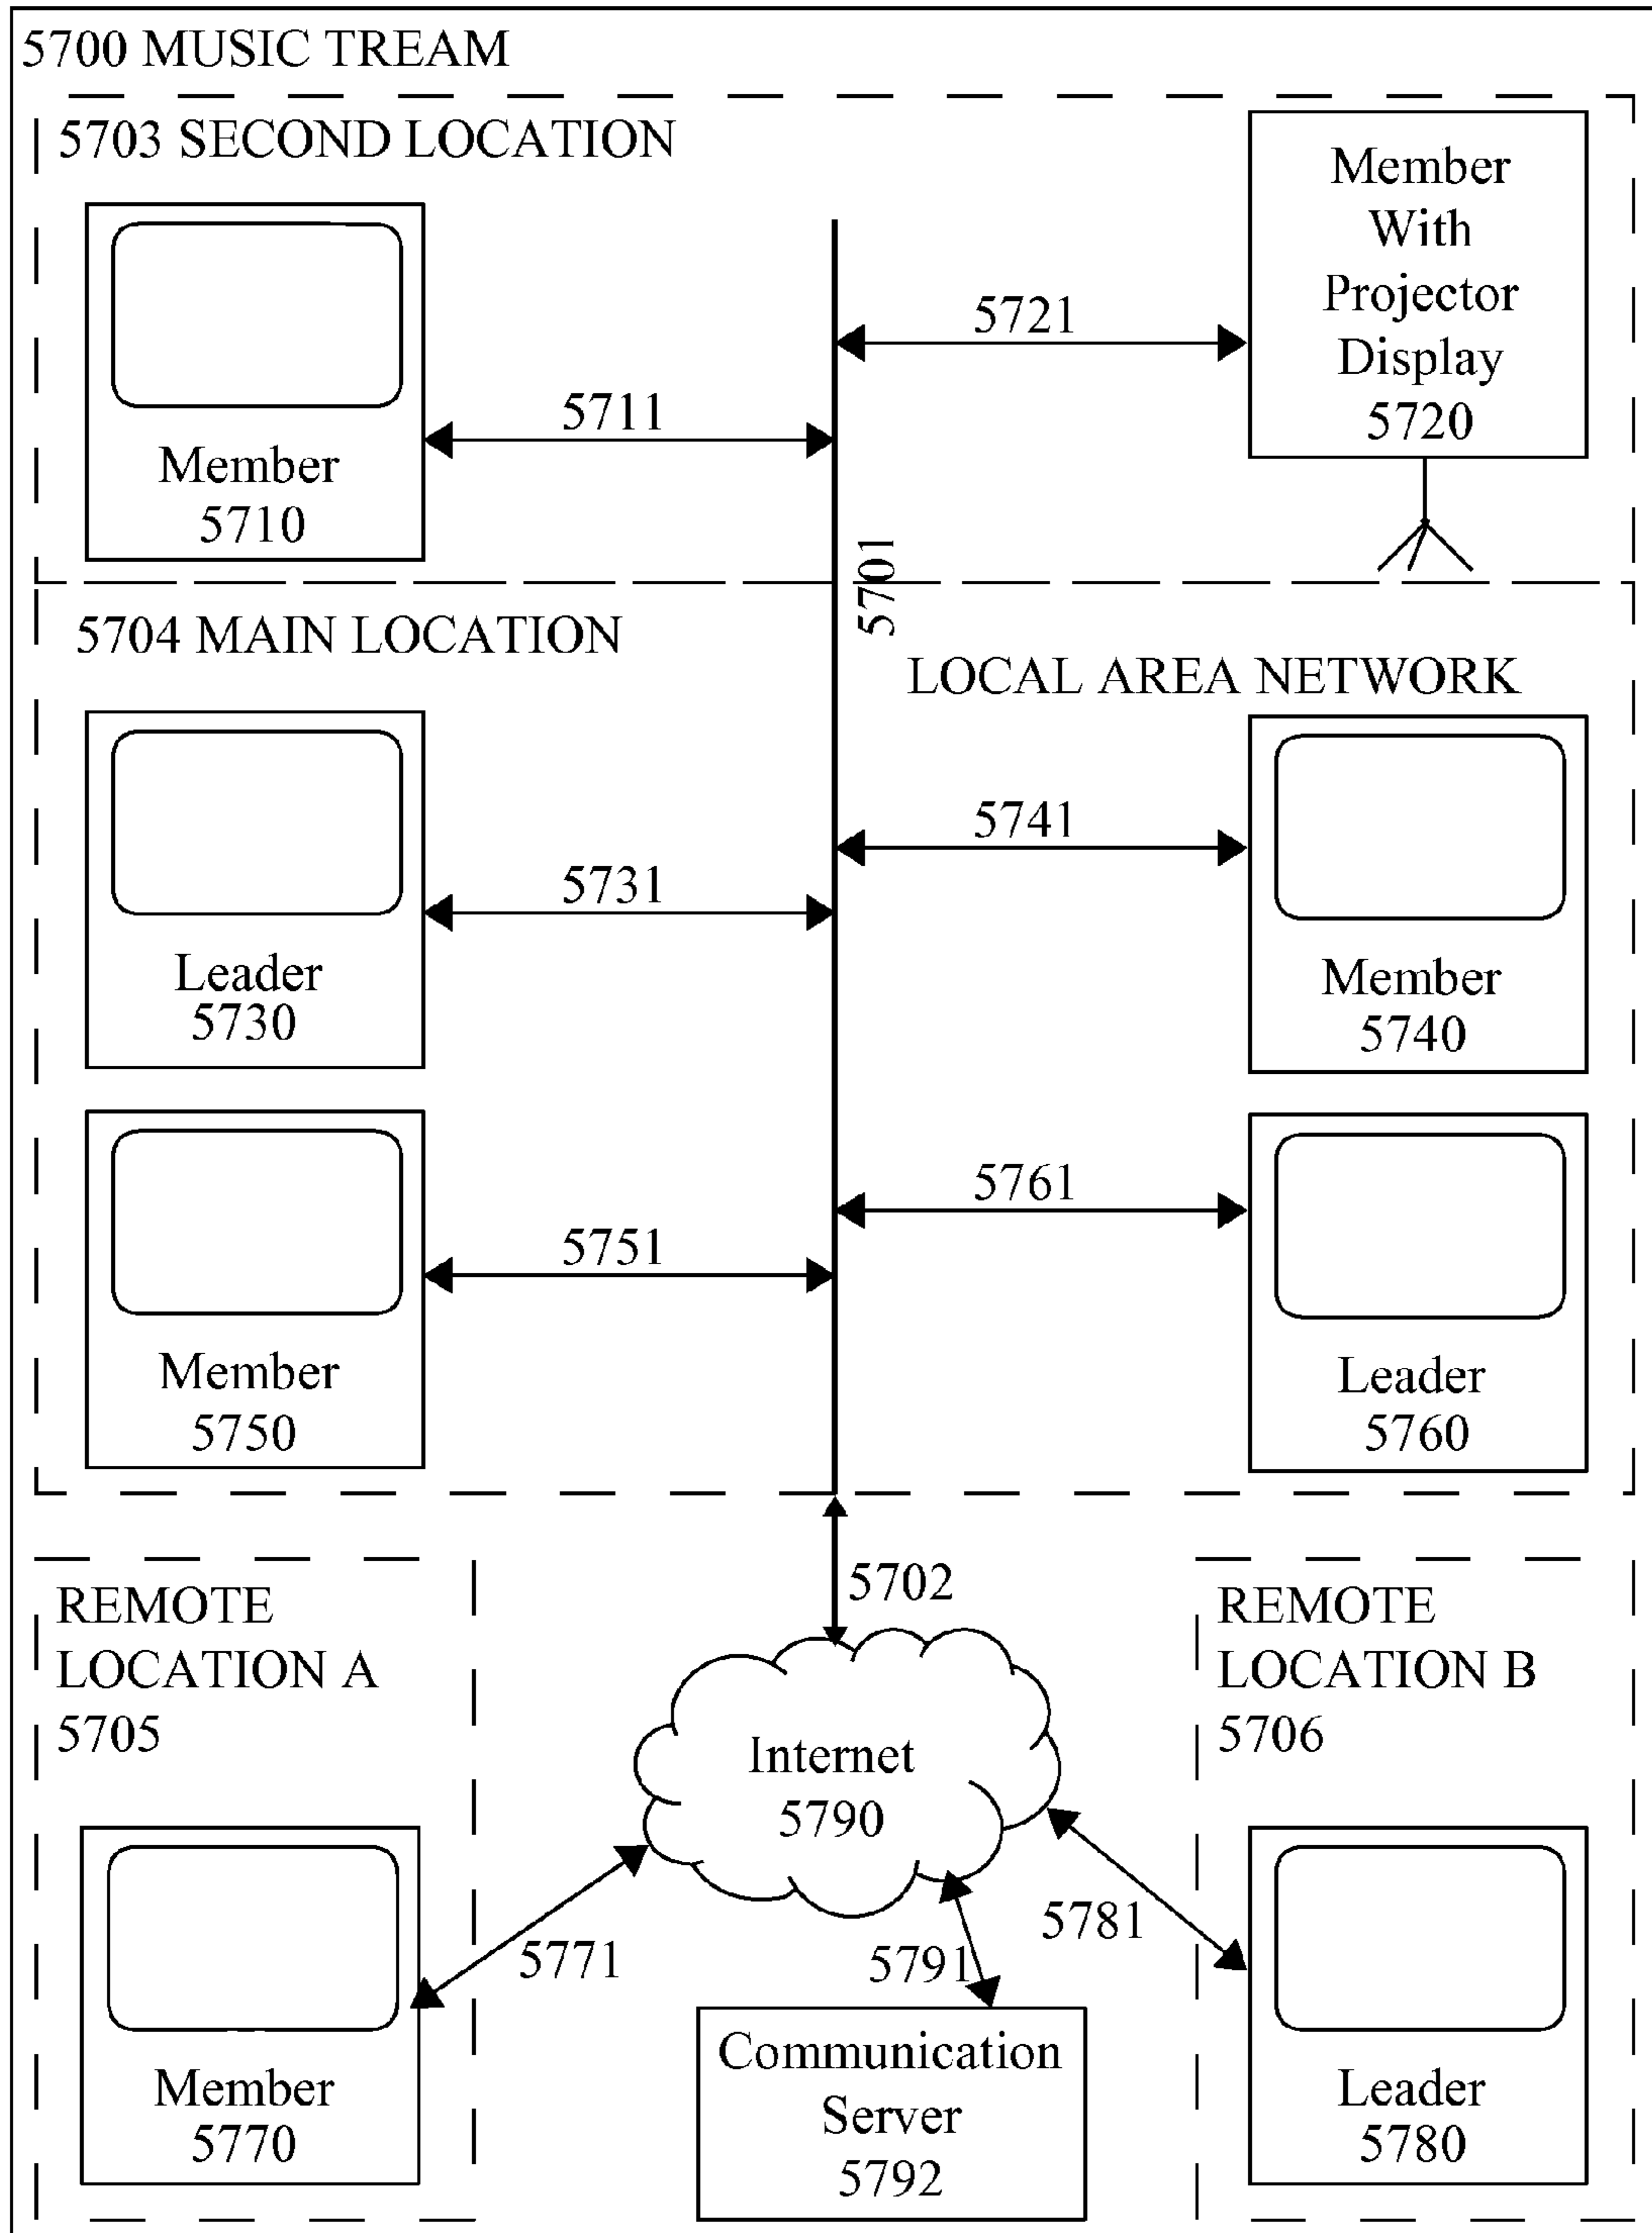 5700 MUSIC TREAM
5703 SECOND LOCATION
Member
With
Projector
Display
5720
5721
5711
Member
5710
5701
5704 MAIN LOCATION
LOCAL AREA NETWORK
5741
5731
Leader
5730
Member
5740
5761
5751
Member
5750
Leader
5760
5702
REMOTE
LOCATION A
5705
REMOTE
LOCATION B
5706
Internet
5790
5771
5791
5781
Member
5770
Communication
Server
5792
Leader
5780